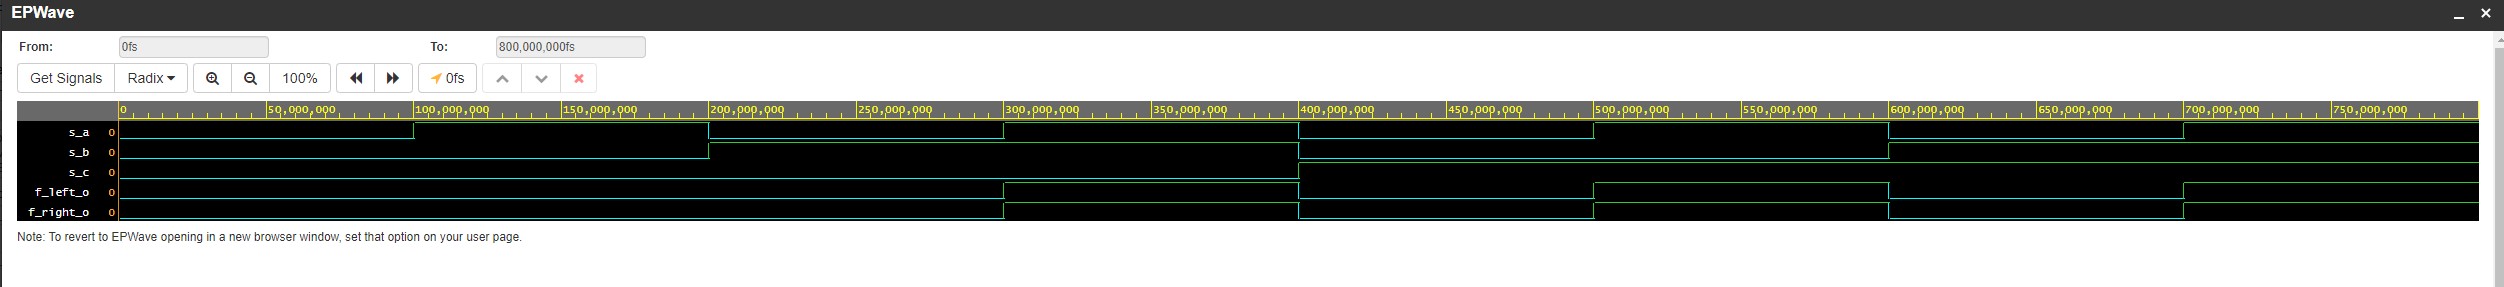 EPWave
From: 0fs To: 800,000,000fs
Get Signals Radix 100% 0fs
0 50,000,000 100,000,000 150,000,000 200,000,000 250,000,000 300,000,000 350,000,000 400,000,000 450,000,000 500,000,000 550,000,000 600,000,000 650,000,000 700,000,000 750,000,000
s_a 0
s_b 0
s_c 0
f_left_o 0
f_right_o 0
Note: To revert to EPWave opening in a new browser window, set that option on your user page.